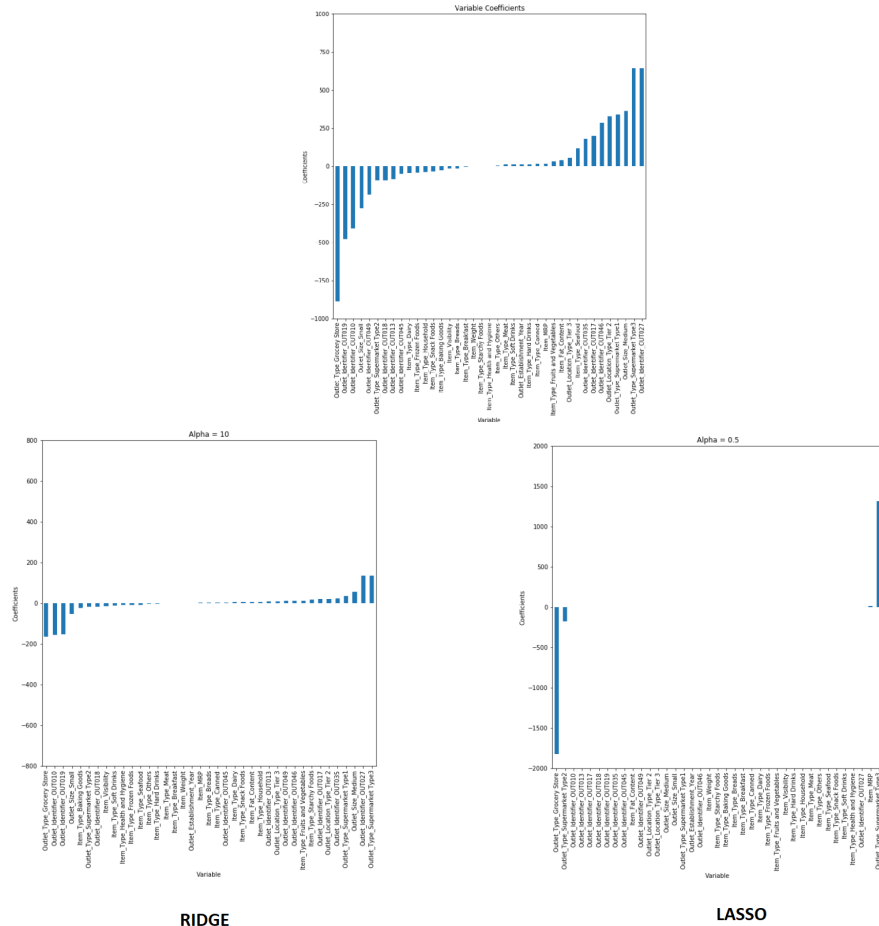 Variable Coefficients
1000
750
500
250
0
−250
−500
−750
−1000
Coefficients
Outlet_Type_Grocery Store
Outlet_Identifier_OUT019
Outlet_Identifier_OUT010
Outlet_Size_Small
Outlet_Identifier_OUT049
Outlet_Type_Supermarket Type2
Outlet_Identifier_OUT018
Outlet_Identifier_OUT013
Outlet_Identifier_OUT045
Item_Type_Dairy
Item_Type_Frozen Foods
Item_Type_Household
Item_Type_Snack Foods
Item_Type_Baking Goods
Item_Visibility
Item_Type_Breads
Item_Type_Breakfast
Item_Weight
Item_Type_Starchy Foods
Item_Type_Health and Hygiene
Item_Type_Others
Item_Type_Meat
Item_Type_Soft Drinks
Outlet_Establishment_Year
Item_Type_Hard Drinks
Item_Type_Canned
Item_MRP
Item_Type_Fruits and Vegetables
Item_Fat_Content
Outlet_Location_Type_Tier 3
Item_Type_Seafood
Outlet_Identifier_OUT035
Outlet_Identifier_OUT017
Outlet_Identifier_OUT046
Outlet_Location_Type_Tier 2
Outlet_Type_Supermarket Type1
Outlet_Size_Medium
Outlet_Type_Supermarket Type3
Outlet_Identifier_OUT027
Variable
Alpha = 10
800
600
400
200
0
−200
−400
−600
−800
Coefficients
Outlet_Type_Grocery Store
Outlet_Identifier_OUT010
Outlet_Identifier_OUT019
Outlet_Size_Small
Item_Type_Baking Goods
Outlet_Type_Supermarket Type2
Outlet_Identifier_OUT018
Item_Visibility
Item_Type_Soft Drinks
Item_Type_Health and Hygiene
Item_Type_Frozen Foods
Item_Type_Seafood
Item_Type_Others
Item_Type_Hard Drinks
Item_Type_Meat
Item_Type_Breakfast
Item_Weight
Outlet_Establishment_Year
Item_MRP
Item_Type_Breads
Item_Type_Canned
Outlet_Identifier_OUT045
Item_Type_Dairy
Item_Type_Snack Foods
Item_Fat_Content
Item_Type_Household
Outlet_Identifier_OUT013
Outlet_Location_Type_Tier 3
Outlet_Identifier_OUT049
Outlet_Identifier_OUT046
Item_Type_Fruits and Vegetables
Item_Type_Starchy Foods
Outlet_Identifier_OUT017
Outlet_Location_Type_Tier 2
Outlet_Identifier_OUT035
Outlet_Type_Supermarket Type1
Outlet_Size_Medium
Outlet_Identifier_OUT027
Outlet_Type_Supermarket Type3
Variable
RIDGE
Alpha = 0.5
2000
1500
1000
500
0
−500
−1000
−1500
−2000
Coefficients
Outlet_Type_Grocery Store
Outlet_Type_Supermarket Type2
Outlet_Identifier_OUT010
Outlet_Identifier_OUT013
Outlet_Identifier_OUT017
Outlet_Identifier_OUT018
Outlet_Identifier_OUT019
Outlet_Identifier_OUT035
Outlet_Identifier_OUT045
Outlet_Identifier_OUT049
Item_Fat_Content
Outlet_Location_Type_Tier 2
Outlet_Location_Type_Tier 3
Outlet_Size_Medium
Outlet_Size_Small
Outlet_Type_Supermarket Type1
Outlet_Establishment_Year
Outlet_Identifier_OUT046
Item_Weight
Item_Type_Starchy Foods
Item_Type_Baking Goods
Item_Type_Breads
Item_Type_Breakfast
Item_Type_Canned
Item_Type_Dairy
Item_Type_Frozen Foods
Item_Type_Fruits and Vegetables
Item_Visibility
Item_Type_Hard Drinks
Item_Type_Household
Item_Type_Meat
Item_Type_Others
Item_Type_Seafood
Item_Type_Snack Foods
Item_Type_Soft Drinks
Item_Type_Health and Hygiene
Outlet_Identifier_OUT027
Item_MRP
Outlet_Type_Supermarket Type3
Variable
LASSO